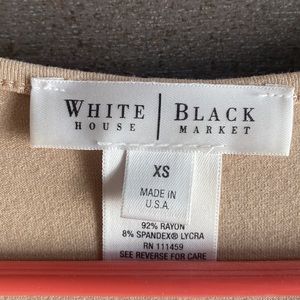 WHITE | BLACK
HOUSE | MARKET
XS
MADE IN
U.S.A.
92% RAYON
8% SPANDEX® LYCRA
RN 111459
SEE REVERSE FOR CARE